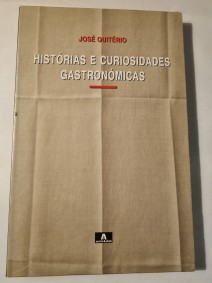 JOSÉ QUITÉRIO
HISTÓRIAS E CURIOSIDADES
GASTRONÓMICAS
A